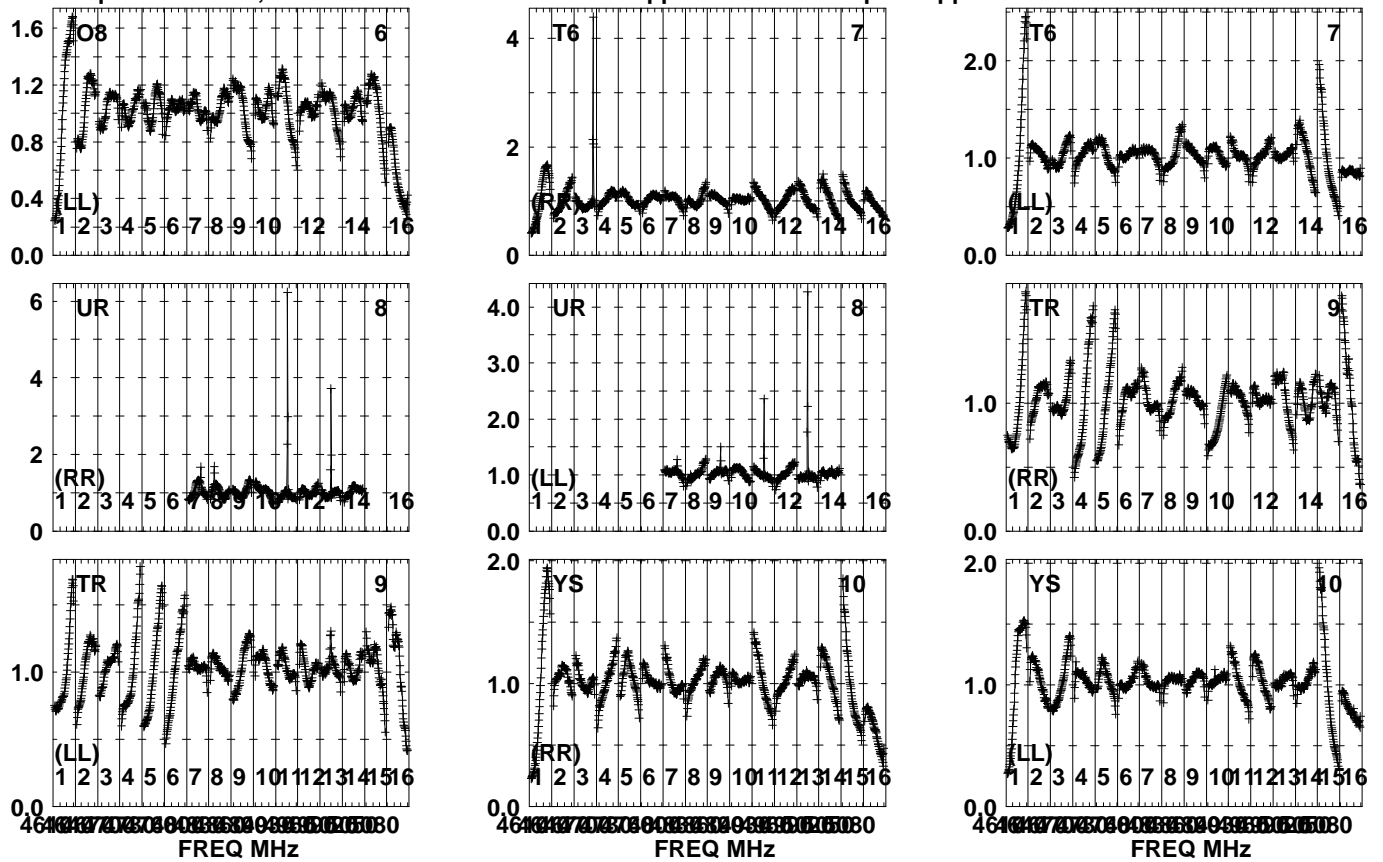 1.6 O8 6
1.2
0.8
0.4 (LL)
1 2 3 4 5 6 7 8 9 10 12 14 16
0.0
4 T6 7
2
(RR)
1 2 3 4 5 6 7 8 9 10 12 14 16
0
T6 7
2.0
1.0
(LL)
1 2 3 4 5 6 7 8 9 10 12 14 16
0.0
6 UR 8
4
2
(RR)
1 2 3 4 5 6 7 8 9 10 12 14 16
0
4.0 UR 8
3.0
2.0
1.0 (LL)
1 2 3 4 5 6 7 8 9 10 12 14 16
0.0
TR 9
1.0
(RR)
1 2 3 4 5 6 7 8 9 10 12 14 16
0.0
TR 9
1.0
(LL)
1 2 3 4 5 6 7 8 9 10 11 12 13 14 15 16
0.0
FREQ MHz
2.0 YS 10
1.0
(RR)
1 2 3 4 5 6 7 8 9 10 11 12 13 14 15 16
0.0
FREQ MHz
2.0 YS 10
1.0
(LL)
1 2 3 4 5 6 7 8 9 10 11 12 13 14 15 16
0.0
FREQ MHz